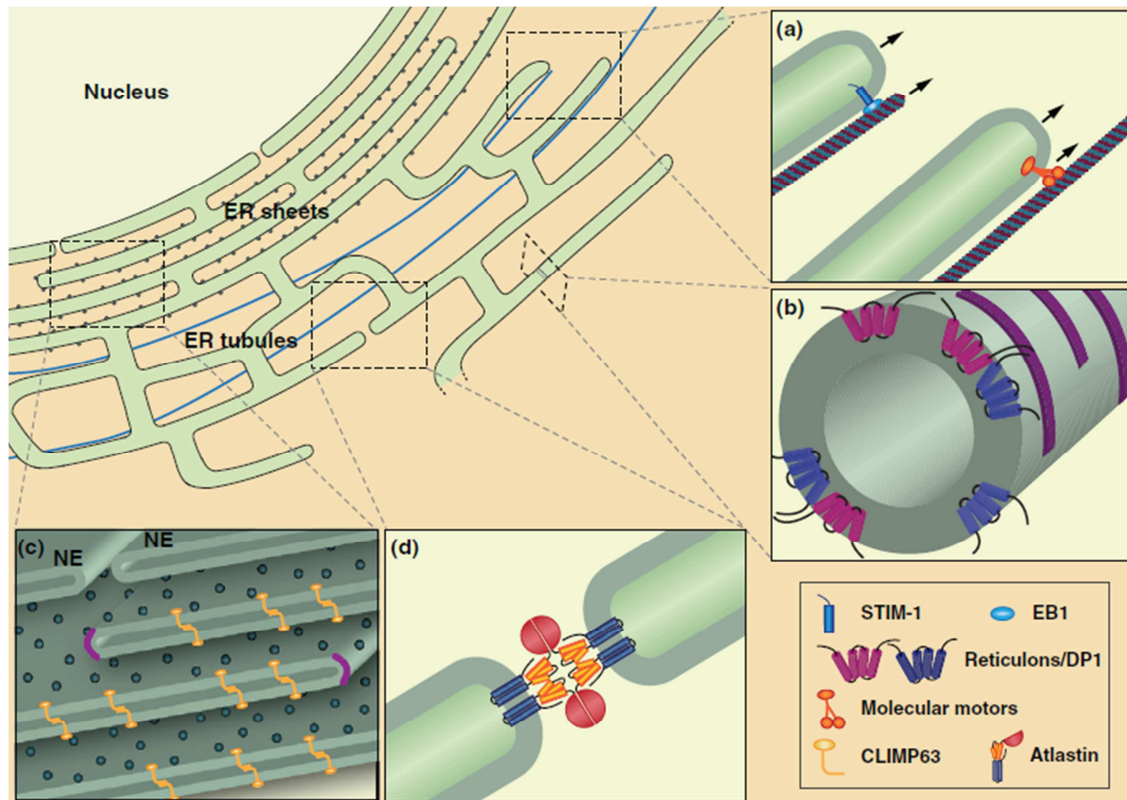 Nucleus
ER sheets
ER tubules
(a)
(b)
(c)
NE
NE
(d)
STIM-1
EB1
Reticulons/DP1
Molecular motors
CLIMP63
Atlastin